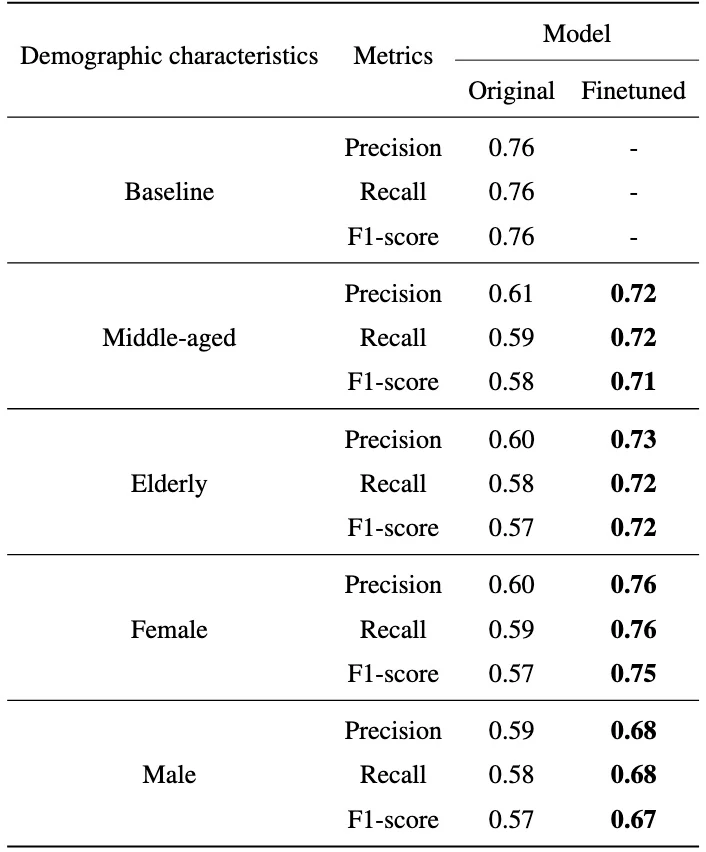 Demographic characteristics Metrics Model
Original Finetuned
Baseline Precision 0.76 -
Recall 0.76 -
F1-score 0.76 -
Middle-aged Precision 0.61 0.72
Recall 0.59 0.72
F1-score 0.58 0.71
Elderly Precision 0.60 0.73
Recall 0.58 0.72
F1-score 0.57 0.72
Female Precision 0.60 0.76
Recall 0.59 0.76
F1-score 0.57 0.75
Male Precision 0.59 0.68
Recall 0.58 0.68
F1-score 0.57 0.67